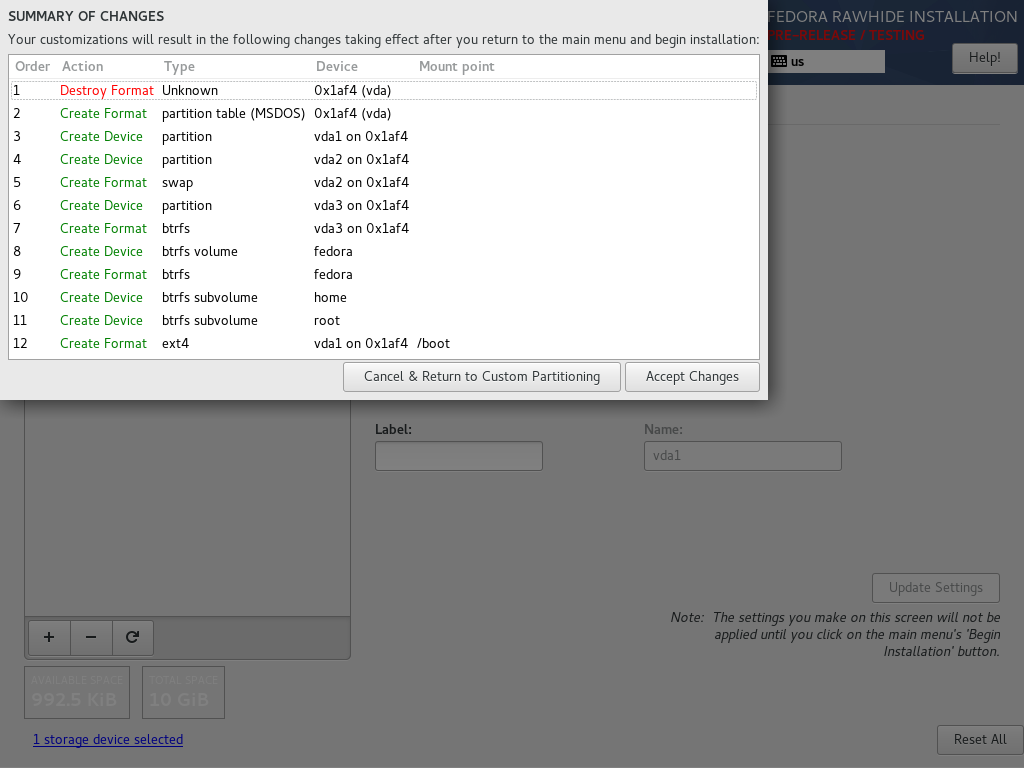 SUMMARY OF CHANGES
FEDORA RAWHIDE INSTALLATION
PRE-RELEASE / TESTING
Your customizations will result in the following changes taking effect after you return to the main menu and begin installation:
us
Help!
Order Action Type Device Mount point
1 Destroy Format Unknown 0x1af4 (vda)
2 Create Format partition table (MSDOS) 0x1af4 (vda)
3 Create Device partition vda1 on 0x1af4
4 Create Device partition vda2 on 0x1af4
5 Create Format swap vda2 on 0x1af4
6 Create Device partition vda3 on 0x1af4
7 Create Format btrfs vda3 on 0x1af4
8 Create Device btrfs volume fedora
9 Create Format btrfs fedora
10 Create Device btrfs subvolume home
11 Create Device btrfs subvolume root
12 Create Format ext4 vda1 on 0x1af4 /boot
Cancel & Return to Custom Partitioning Accept Changes
Label: Name:
vda1
Update Settings
Note: The settings you make on this screen will not be
applied until you click on the main menu's 'Begin
Installation' button.
+ −
AVAILABLE SPACE TOTAL SPACE
992.5 KiB 10 GiB
1 storage device selected
Reset All